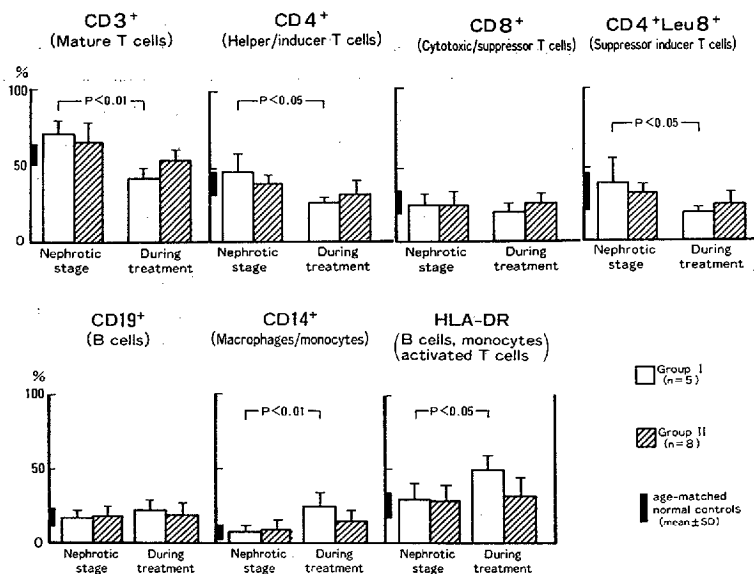 CD3+
(Mature T cells)
CD4+
(Helper/inducer T cells)
CD8+
(Cytotoxic/suppressor T cells)
CD4+Leu8+
(Suppressor inducer T cells)
%
100
50
0
P<0.01
P<0.05
P<0.05
Nephrotic stage
During treatment
Nephrotic stage
During treatment
Nephrotic stage
During treatment
Nephrotic stage
During treatment
CD19+
(B cells)
CD14+
(Macrophages/monocytes)
HLA-DR
(B cells, monocytes
activated T cells)
%
100
50
0
P<0.01
P<0.05
Nephrotic stage
During treatment
Nephrotic stage
During treatment
Nephrotic stage
During treatment
Group I
(n=5)
Group II
(n=8)
age-matched
normal controls
(mean±SD)